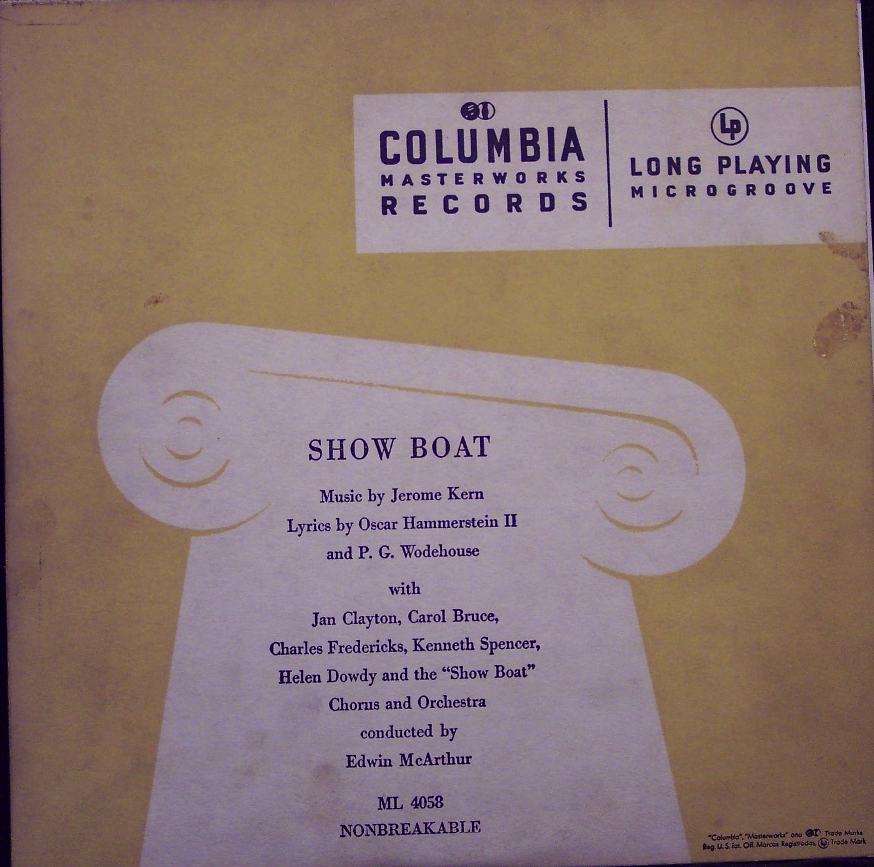 COLUMBIA
MASTERWORKS
RECORDS
LP
LONG PLAYING
MICROGROOVE
SHOW BOAT
Music by Jerome Kern
Lyrics by Oscar Hammerstein II
and P. G. Wodehouse
with
Jan Clayton, Carol Bruce,
Charles Fredericks, Kenneth Spencer,
Helen Dowdy and the “Show Boat”
Chorus and Orchestra
conducted by
Edwin McArthur
ML 4058
NONBREAKABLE
"Columbia", "Masterworks" and Trade Marks
Reg. U. S. Pat. Off. Marcas Registradas, LP Trade Mark